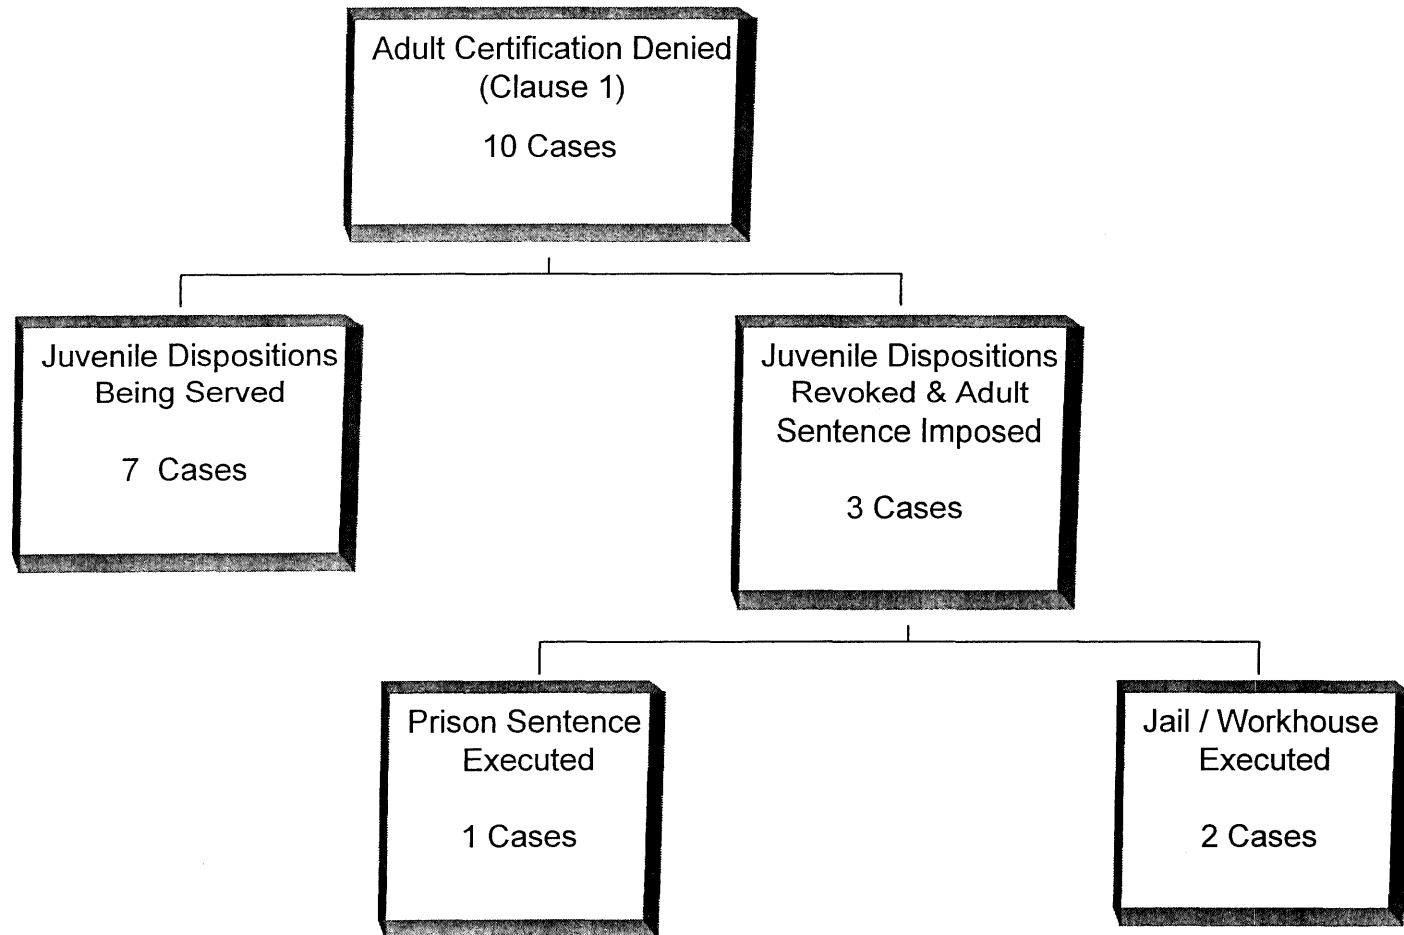 Adult Certification Denied
(Clause 1)
10 Cases
Juvenile Dispositions
Being Served
7 Cases
Juvenile Dispositions
Revoked & Adult
Sentence Imposed
3 Cases
Prison Sentence
Executed
1 Cases
Jail / Workhouse
Executed
2 Cases